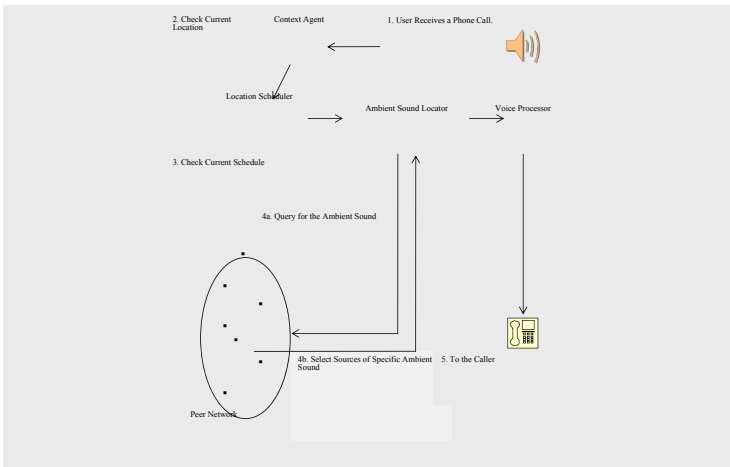 2. Check Current
Location
Context Agent
1. User Receives a Phone Call.
Location Scheduler
Ambient Sound Locator
Voice Processor
3. Check Current Schedule
4a. Query for the Ambient Sound
4b. Select Sources of Specific Ambient
Sound
5. To the Caller
Peer Network